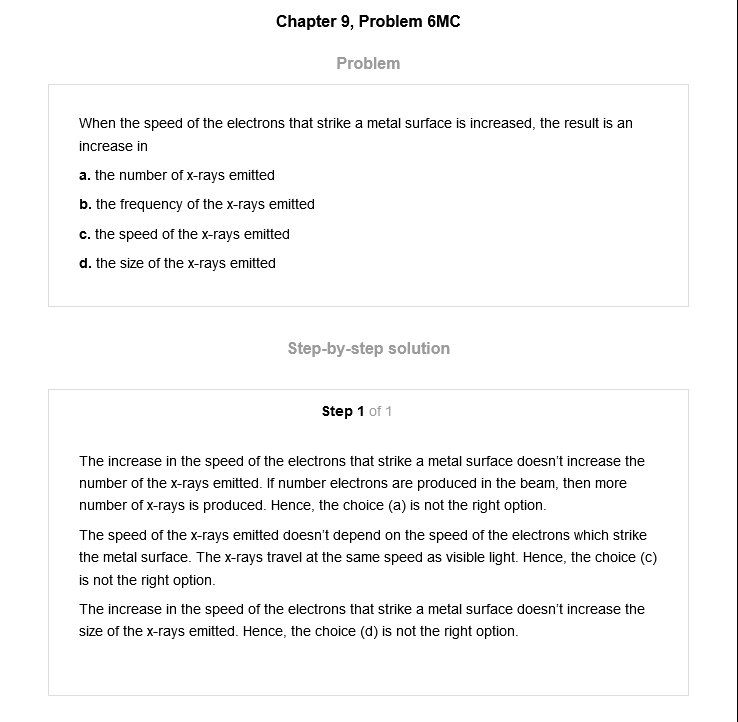 Chapter 9, Problem 6MC
Problem
When the speed of the electrons that strike a metal surface is increased, the result is an
increase in
a. the number of x-rays emitted
b. the frequency of the x-rays emitted
c. the speed of the x-rays emitted
d. the size of the x-rays emitted
Step-by-step solution
Step 1 of 1
The increase in the speed of the electrons that strike a metal surface doesn't increase the
number of the x-rays emitted. If number electrons are produced in the beam, then more
number of x-rays is produced. Hence, the choice (a) is not the right option.
The speed of the x-rays emitted doesn't depend on the speed of the electrons which strike
the metal surface. The x-rays travel at the same speed as visible light. Hence, the choice (c)
is not the right option.
The increase in the speed of the electrons that strike a metal surface doesn't increase the
size of the x-rays emitted. Hence, the choice (d) is not the right option.